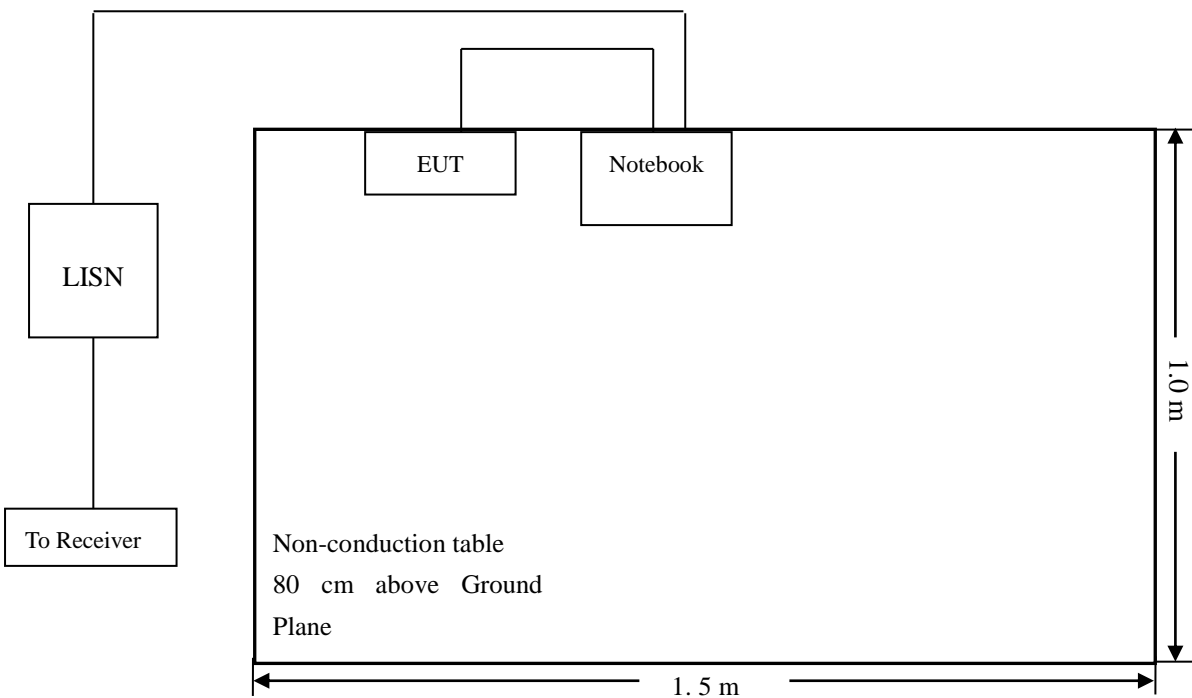 EUT
Notebook
LISN
1.0 m
To Receiver
Non-conduction table
80 cm above Ground
Plane
1. 5 m